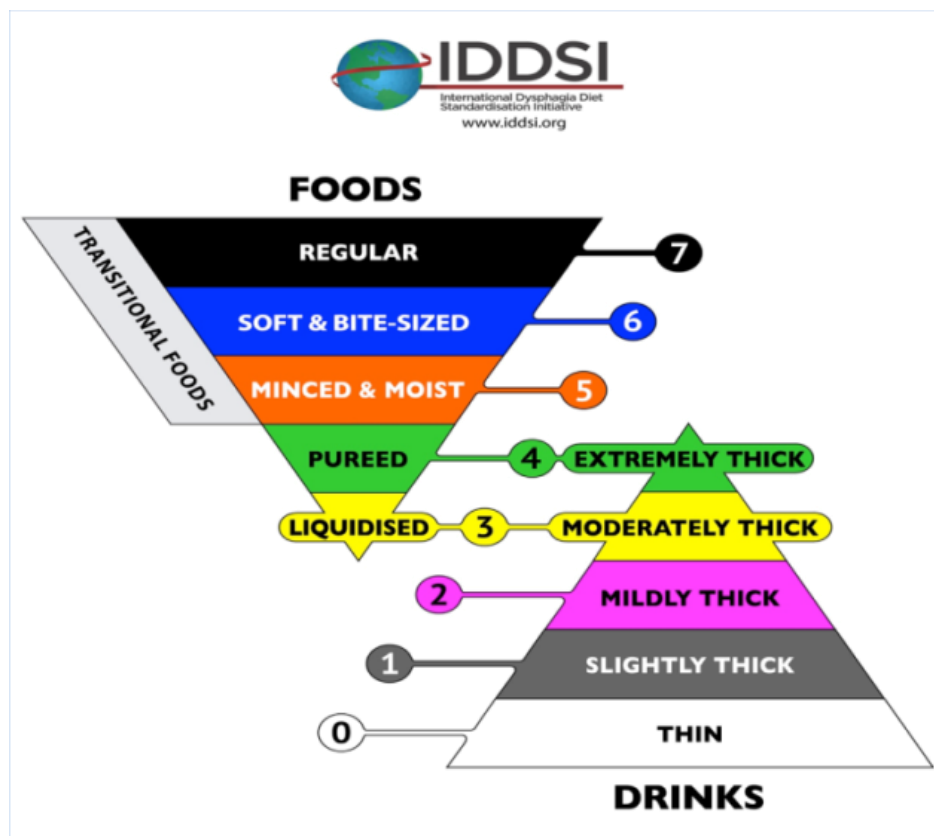 IDDSI
International Dysphagia Diet
Standardisation Initiative
www.iddsi.org
FOODS
TRANSITIONAL FOODS
REGULAR
7
SOFT & BITE-SIZED
6
MINCED & MOIST
5
PUREED
4
EXTREMELY THICK
LIQUIDISED
3
MODERATELY THICK
2
MILDLY THICK
1
SLIGHTLY THICK
0
THIN
DRINKS